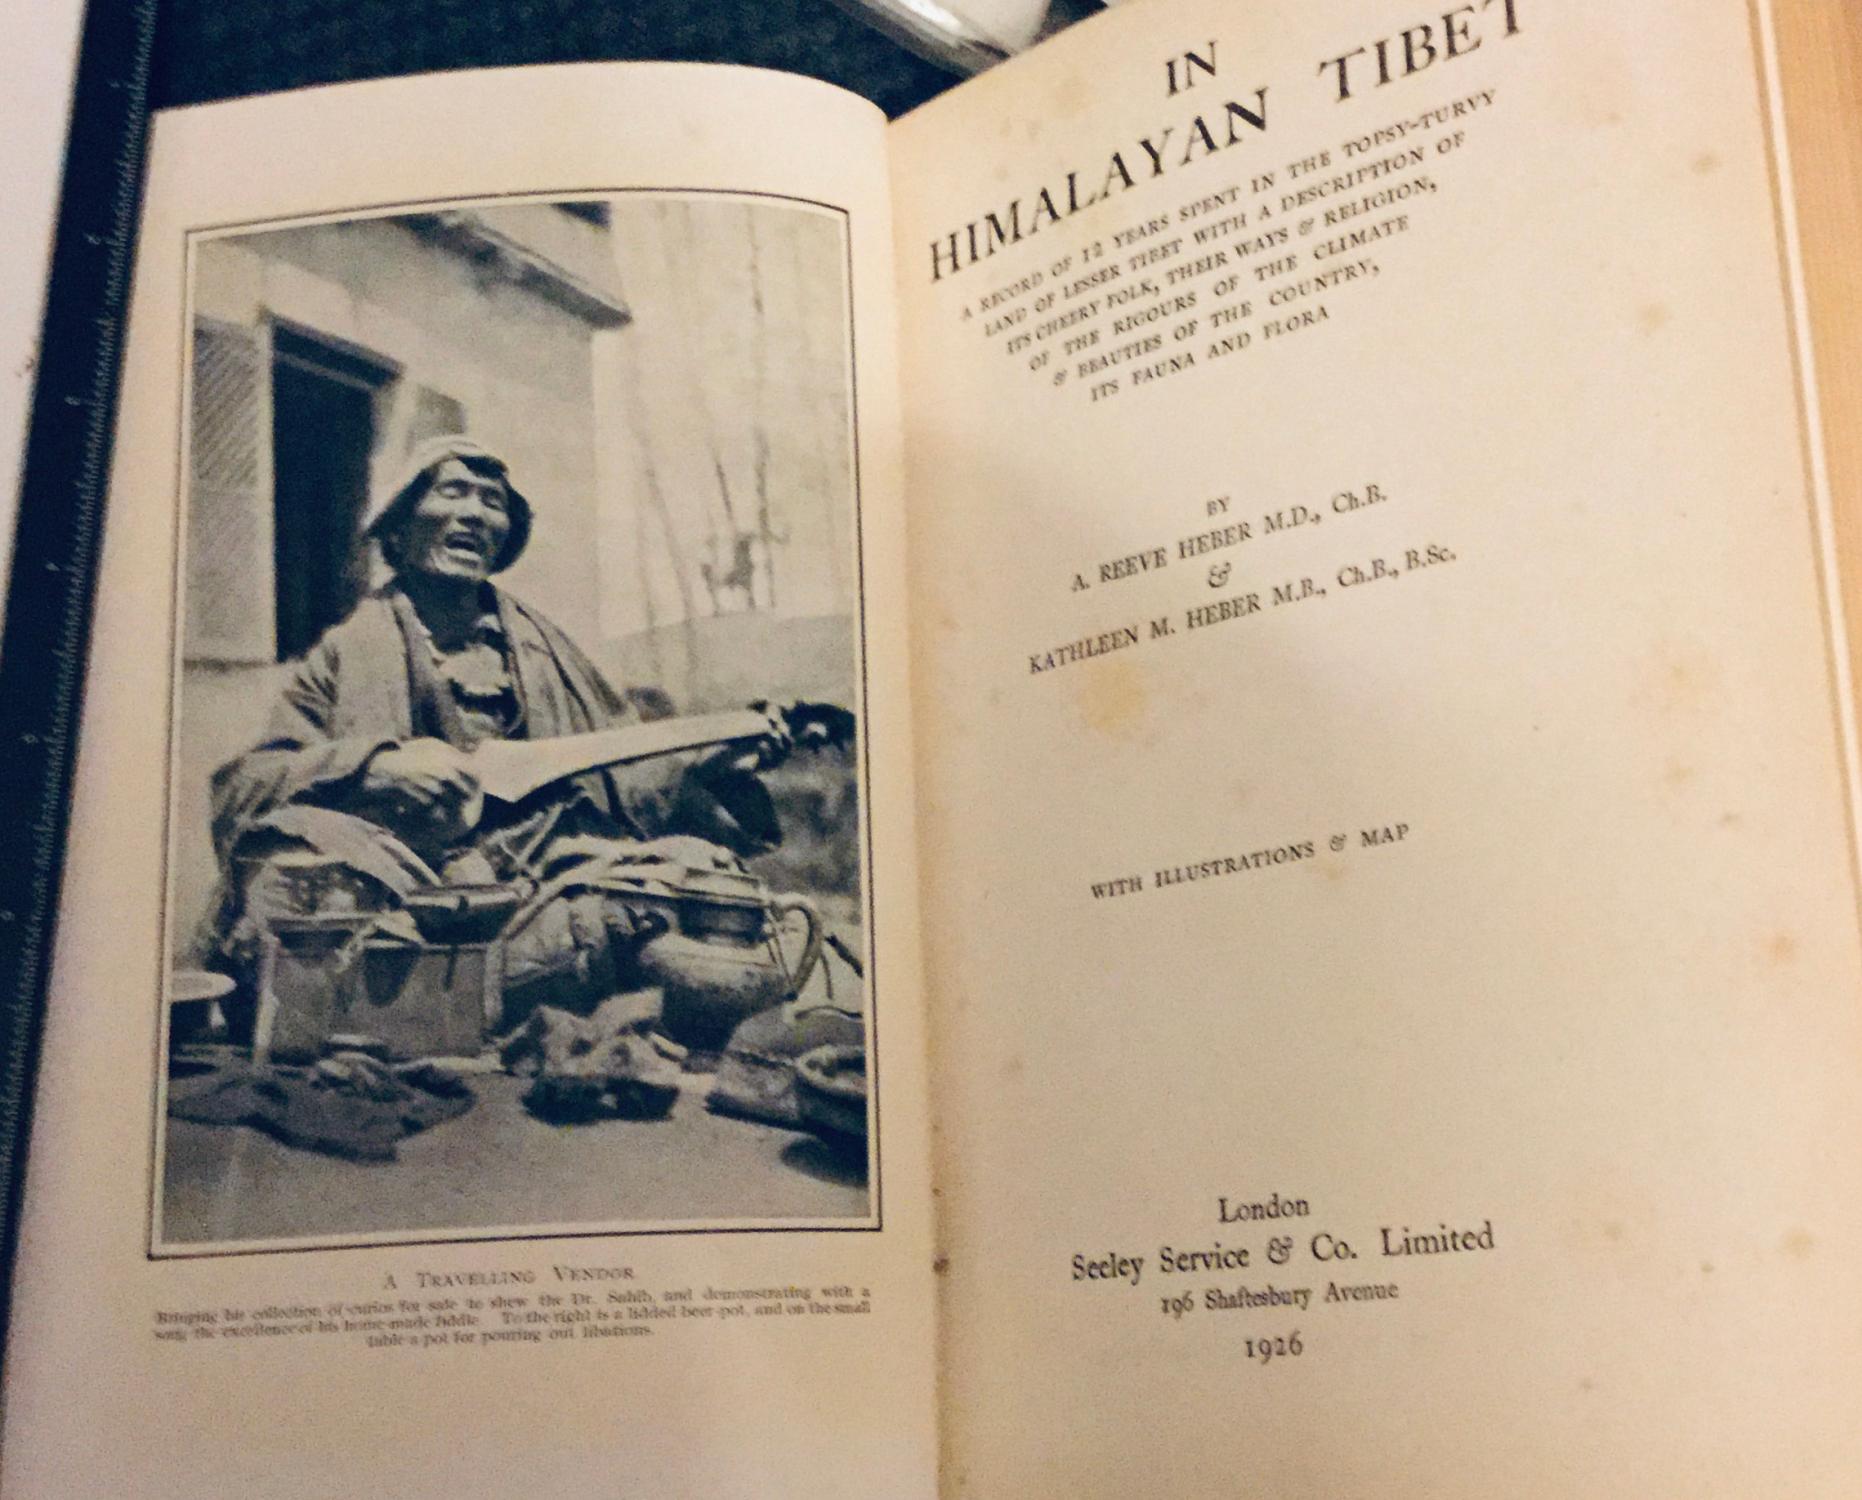 A TRAVELLING VENDOR
Bringing his collection of curios for sale to shew the Dr. Sahib, and demonstrating with a
song the excellence of his home-made fiddle. To the right is a lidded beer-pot, and on the small
table a pot for pouring out libations.
IN
HIMALAYAN TIBET
A RECORD OF 12 YEARS SPENT IN THE TOPSY-TURVY
LAND OF LESSER TIBET WITH A DESCRIPTION OF
ITS CHEERY FOLK, THEIR WAYS & RELIGION,
OF THE RIGOURS OF THE CLIMATE
& BEAUTIES OF THE COUNTRY,
ITS FAUNA AND FLORA
BY
A. REEVE HEBER M.D., Ch.B.
&
KATHLEEN M. HEBER M.B., Ch.B., B.Sc.
WITH ILLUSTRATIONS & MAP
London
Seeley Service & Co. Limited
196 Shaftesbury Avenue
1926